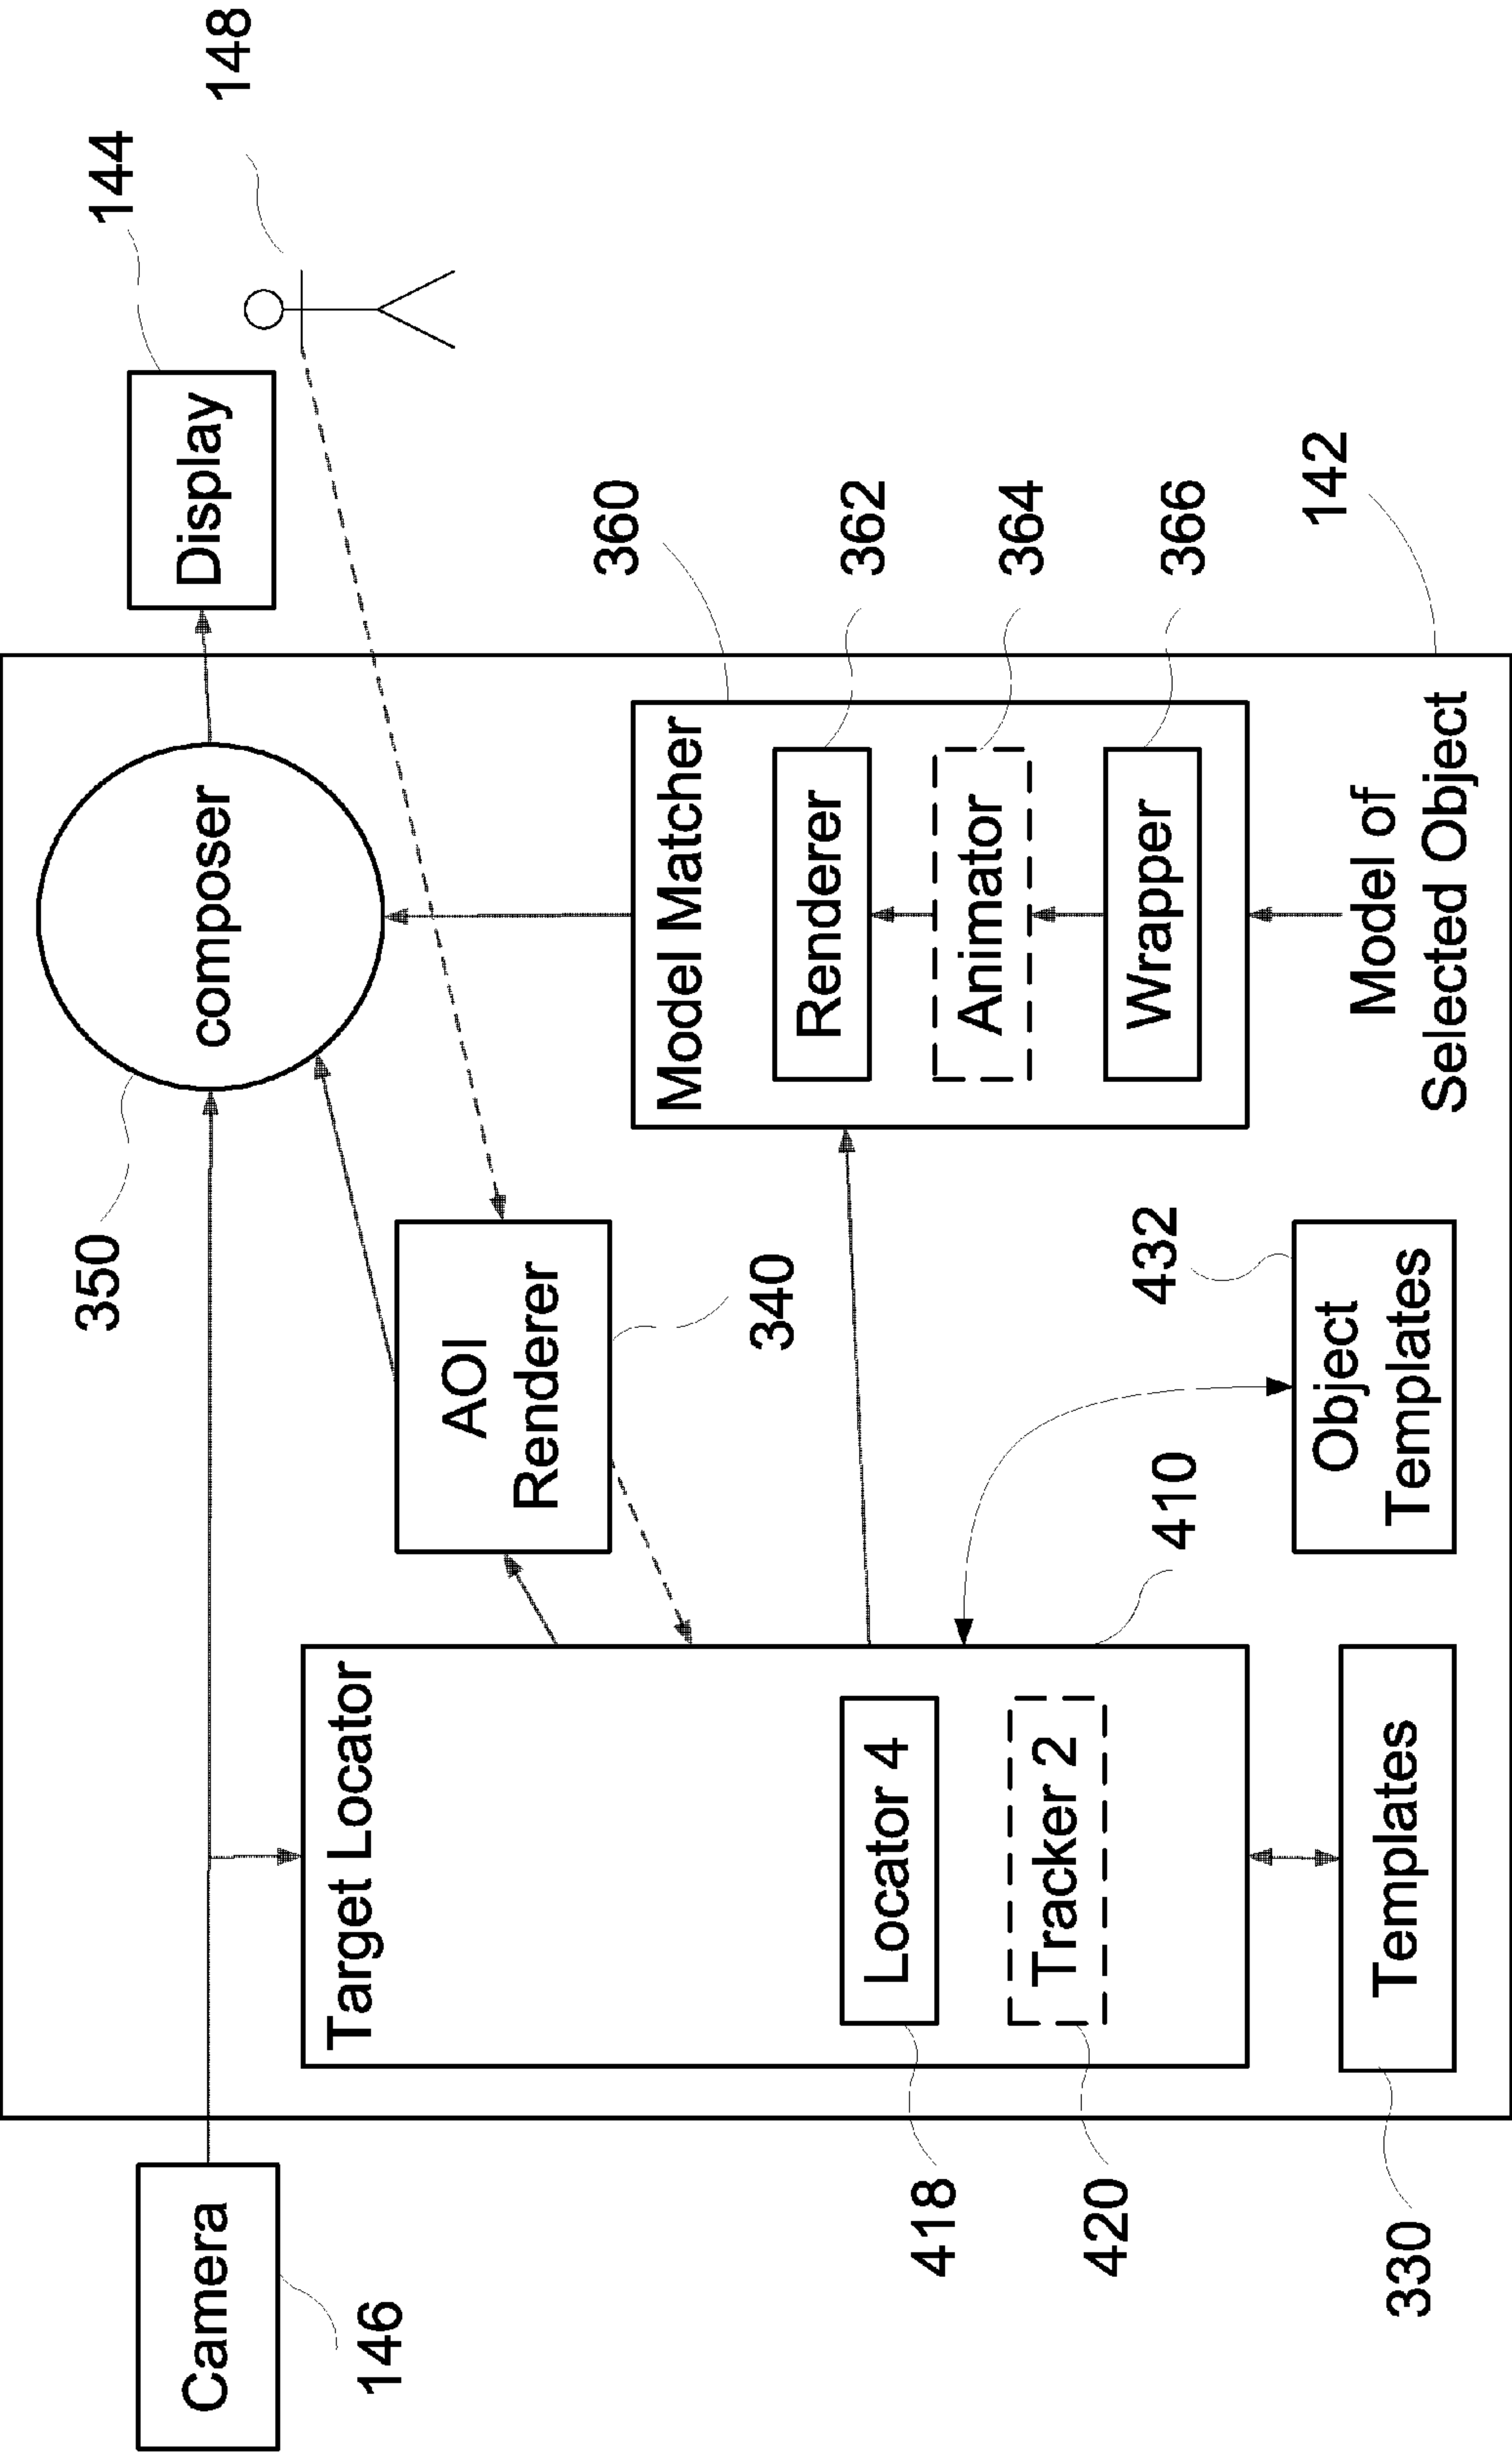 148
144
Display
Camera
146
composer
350
AOI
Renderer
340
Target Locator
Locator 4
418
Tracker 2
420
410
Model Matcher
360
Renderer
362
Animator
364
Wrapper
366
Model of
Selected Object
142
Templates
330
Object
Templates
432